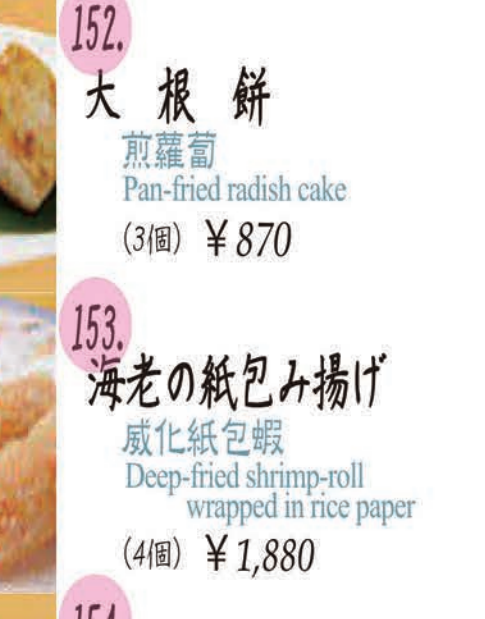 152.
大根餅
煎蘿蔔
Pan-fried radish cake
(3個) ¥870
153.
海老の紙包み揚げ
威化紙包蝦
Deep-fried shrimp-roll
wrapped in rice paper
(4個) ¥1,880